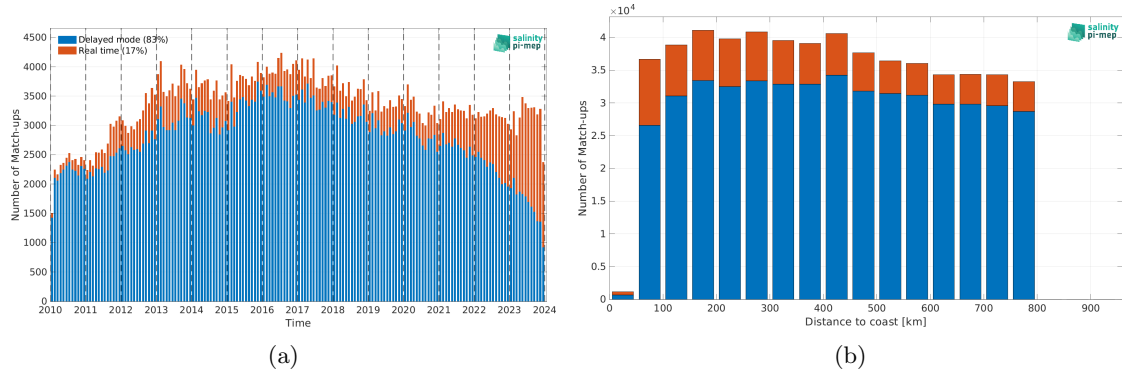 Delayed mode (83%)
Real time (17%)
salinity
pi-mep
Number of Match-ups
4500
4000
3500
3000
2500
2000
1500
1000
500
0
2010 2011 2012 2013 2014 2015 2016 2017 2018 2019 2020 2021 2022 2023 2024
Time
(a)
×10⁴
salinity
pi-mep
Number of Match-ups
4
3.5
3
2.5
2
1.5
1
0.5
0
0 100 200 300 400 500 600 700 800 900
Distance to coast [km]
(b)